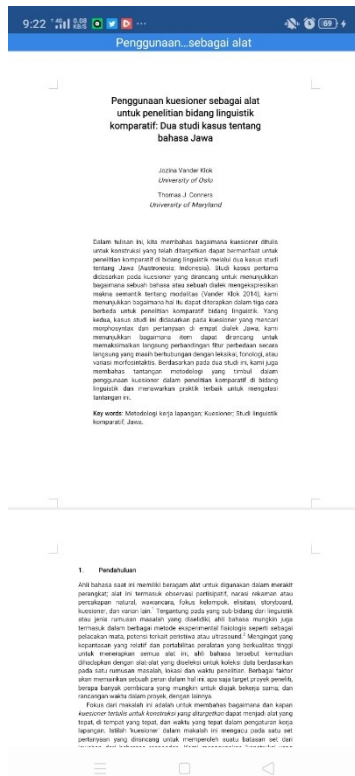 9:22
69
Penggunaan...sebagai alat
Penggunaan kuesioner sebagai alat
untuk penelitian bidang linguistik
komparatif: Dua studi kasus tentang
bahasa Jawa
Jozina Vander Klok
University of Oslo
Thomas J. Conners
University of Maryland
Dalam tulisan ini, kita membahas bagaimana kuesioner ditulis
untuk konstruksi yang telah ditargetkan dapat bermanfaat untuk
penelitian komparatif di bidang linguistik melalui dua kasus studi
tentang Jawa (Austronesia; Indonesia). Studi kasus pertama
didasarkan pada kuesioner yang dirancang untuk menunjukkan
bagaimana sebuah bahasa atau sebuah dialek mengekspresikan
makna semantik tentang modalitas (Vander Klok 2014), kami
menunjukkan bagaimana hal itu dapat diterapkan dalam tiga cara
berbeda untuk penelitian komparatif bidang linguistik. Yang
kedua, kasus studi ini didasarkan pada kuesioner yang mencari
morphosyntax dari pertanyaan di empat dialek Jawa, kami
menunjukkan bagaimana item dapat dirancang untuk
memaksimalkan langsung perbandingan fitur perbedaan secara
langsung yang masih berhubungan dengan leksikal, fonologi, atau
variasi morfosintaktis. Berdasarkan pada dua studi ini, kami juga
membahas tantangan metodologi yang timbul dalam
penggunaan kuesioner dalam penelitian komparatif di bidang
linguistik dan menawarkan praktik terbaik untuk mengatasi
tantangan ini.
Key words: Metodologi kerja lapangan; Kuesioner; Studi linguistik
komparatif; Jawa.
1. Pendahuluan
Ahli bahasa saat ini memiliki beragam alat untuk digunakan dalam merakit
perangkat; alat ini termasuk observasi partisipatif, narasi rekaman atau
percakapan natural, wawancara, fokus kelompok, elisitasi, storyboard,
kuesioner, dan varian lain. Tergantung pada yang sub-bidang dari linguistik
atau jenis rumusan masalah yang diselidiki, ahli bahasa mungkin juga
termasuk dalam berbagai metode eksperimental fisiologis seperti sebagai
pelacakan mata, potensi terkait peristiwa atau ultrasound. Mengingat yang
kepantasan yang relatif dan portabilitas peralatan yang berkualitas tinggi
untuk menerapkan semua alat ini, ahli bahasa tersebut kemudian
dihadapkan dengan alat-alat yang diseleksi untuk koleksi data berdasarkan
pada satu rumusan masalah, lokasi dan waktu penelitian. Berbagai faktor
akan memainkan sebuah peran dalam hal ini: apa saja target proyek peneliti,
berapa banyak pembicara yang mungkin untuk diajak bekerja sama, dan
rancangan waktu dalam proyek, dengan lainnya.
Fokus dari makalah ini adalah untuk membahas bagaimana dan kapan
kuesioner tertulis untuk konstruksi yang ditargetkan dapat menjadi alat yang
tepat, di tempat yang tepat, dan waktu yang tepat dalam pengaturan kerja
lapangan. Istilah 'kuesioner' dalam makalah ini mengacu pada satu set
pertanyaan yang dirancang untuk memperoleh suatu batasan set dari